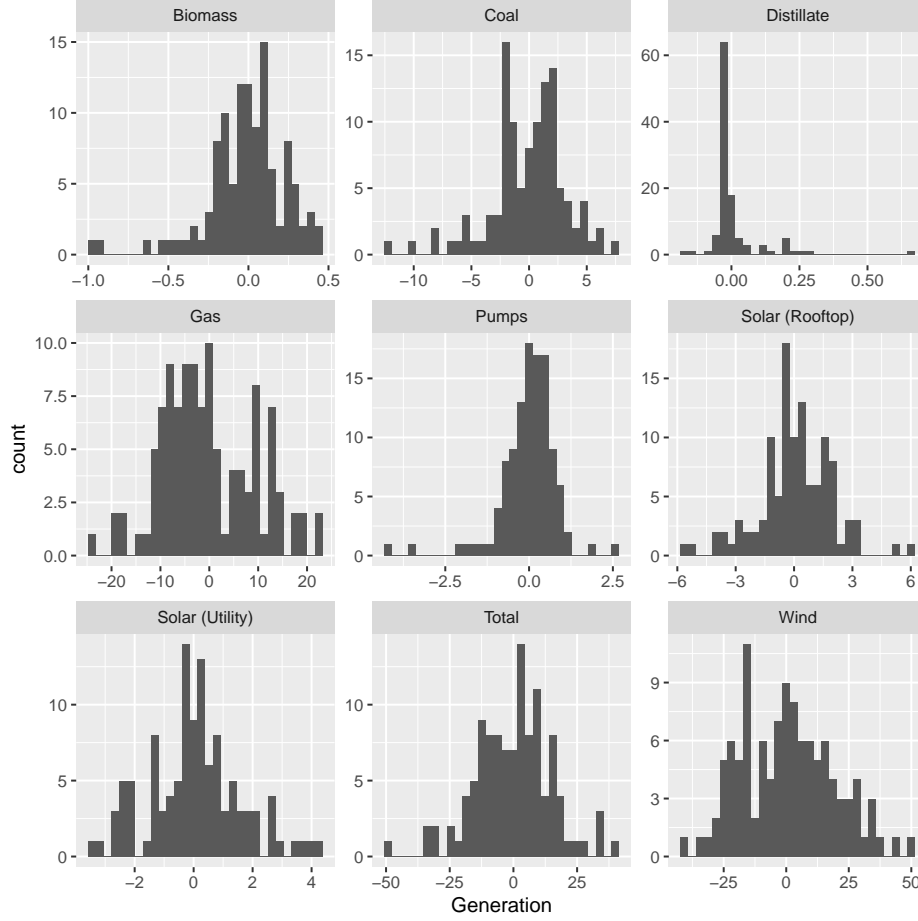 Biomass
Coal
Distillate
15
10
5
0
−1.0 −0.5 0.0 0.5
15
10
5
0
−10 −5 0 5
60
40
20
0
0.00 0.25 0.50
Gas
Pumps
Solar (Rooftop)
10.0
7.5
5.0
2.5
0.0
−20 −10 0 10 20
15
10
5
0
−2.5 0.0 2.5
15
10
5
0
−6 −3 0 3 6
Solar (Utility)
Total
Wind
10
5
0
−2 0 2 4
10
5
0
−50 −25 0 25
9
6
3
0
−25 0 25 50
count
Generation